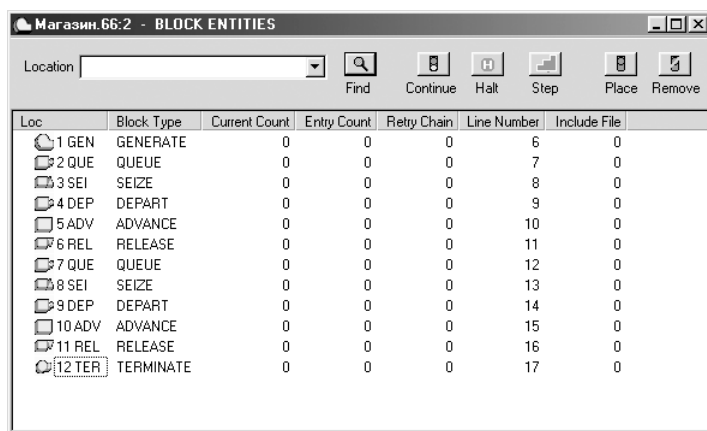 Магазин.66:2 - BLOCK ENTITIES
Location
Find Continue Halt Step Place Remove
Loc Block Type Current Count Entry Count Retry Chain Line Number Include File
1 GEN GENERATE 0 0 0 6 0
2 QUE QUEUE 0 0 0 7 0
3 SEI SEIZE 0 0 0 8 0
4 DEP DEPART 0 0 0 9 0
5 ADV ADVANCE 0 0 0 10 0
6 REL RELEASE 0 0 0 11 0
7 QUE QUEUE 0 0 0 12 0
8 SEI SEIZE 0 0 0 13 0
9 DEP DEPART 0 0 0 14 0
10 ADV ADVANCE 0 0 0 15 0
11 REL RELEASE 0 0 0 16 0
12 TER TERMINATE 0 0 0 17 0